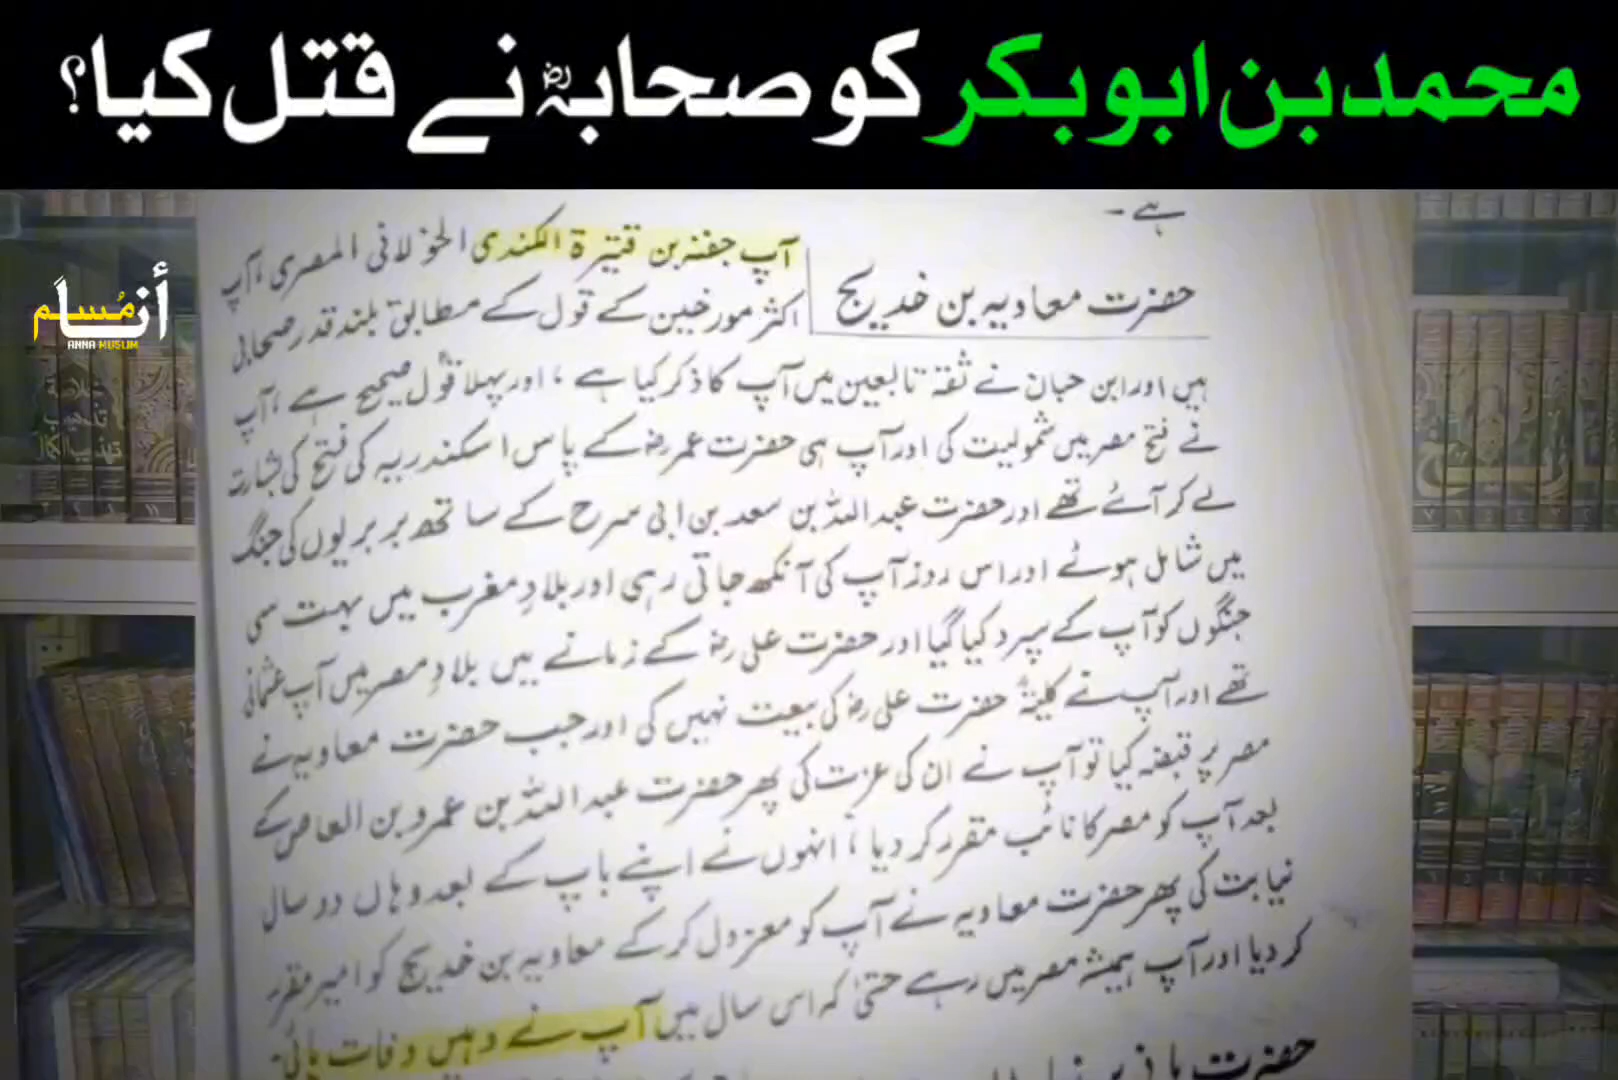 محمد بن ابو بکر کو صحابہؓ نے قتل کیا؟
ہے۔
حضرت معاویہ بن خدیج
آپ جفنہ بن قتیرۃ الکندی الخولانی المصری، آپ
اکثر مورخین کے قول کے مطابق بلند قدر صحابی
ہیں اور ابن حبان نے ثقہ تابعین میں آپ کا ذکر کیا ہے، اور پہلا قول صحیح ہے، آپ
نے فتح مصر میں شمولیت کی اور آپ ہی حضرت عمرؓ کے پاس اسکندریہ کی فتح کی بشارت
لے کر آئے تھے اور حضرت عبداللہ بن سعد بن ابی سرح کے ساتھ بربریوں کی جنگ
میں شامل ہوئے اور اس روز آپ کی آنکھ جاتی رہی اور بلادِ مغرب میں بہت سی
جنگوں کو آپ کے سپرد کیا گیا اور حضرت علیؓ کے زمانے میں بلادِ مصر میں آپ عثمانی
تھے اور آپ نے کلیتہً حضرت علیؓ کی بیعت نہیں کی اور جب حضرت معاویہ نے
مصر پر قبضہ کیا تو آپ نے ان کی عزت کی پھر حضرت عبداللہ بن عمرو بن العاص کے
بعد آپ کو مصر کا نائب مقرر کر دیا، انہوں نے اپنے باپ کے بعد وہاں دو سال
نیابت کی پھر حضرت معاویہ نے آپ کو معزول کر کے معاویہ بن خدیج کو امیر مقرر
کر دیا اور آپ ہمیشہ مصر میں رہے حتیٰ کہ اس سال میں آپ نے وہیں وفات پائی۔
حضرت
أنا مُسلم
ANNA MUSLIM
خلاصة
تذهيب
تهذيب الكمال